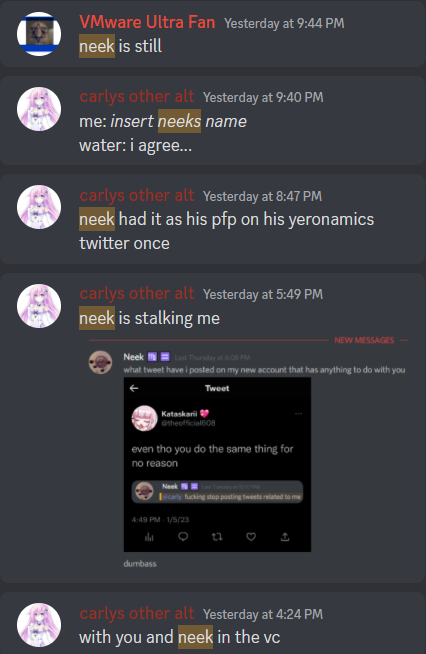 VMware Ultra Fan Yesterday at 9:44 PM
neek is still
carlys other alt Yesterday at 9:40 PM
me: insert neeks name
water: i agree...
carlys other alt Yesterday at 8:47 PM
neek had it as his pfp on his yeronamics
twitter once
carlys other alt Yesterday at 5:49 PM
neek is stalking me
NEW MESSAGES
Neek Last Thursday at 6:08 PM
what tweet have i posted on my new account that has anything to do with you
Tweet
Kataskarii
@theofficial608
even tho you do the same thing for
no reason
Neek
@carly fucking stop posting tweets related to me
4:49 PM · 1/5/23
dumbass
carlys other alt Yesterday at 4:24 PM
with you and neek in the vc